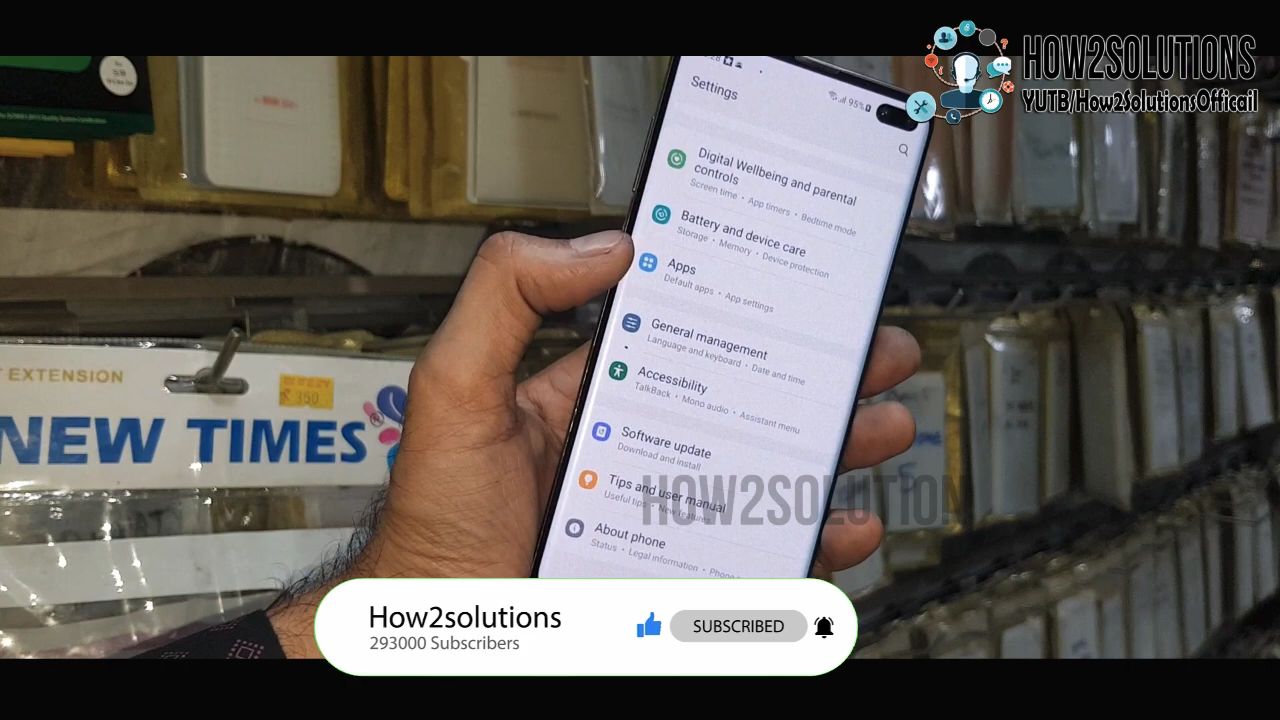 HOW2SOLUTIONS
YUTB/How2SolutionsOfficail
Settings
95%
Digital Wellbeing and parental
controls
Screen time • App timers • Bedtime mode
Battery and device care
Storage • Memory • Device protection
Apps
Default apps • App settings
General management
Language and keyboard • Date and time
Accessibility
TalkBack • Mono audio • Assistant menu
Software update
Download and install
Tips and user manual
Useful tips • New features
About phone
Status • Legal information • Phone
EXTENSION
350
NEW TIMES
HOW2SOLUTION
How2solutions
293000 Subscribers
SUBSCRIBED